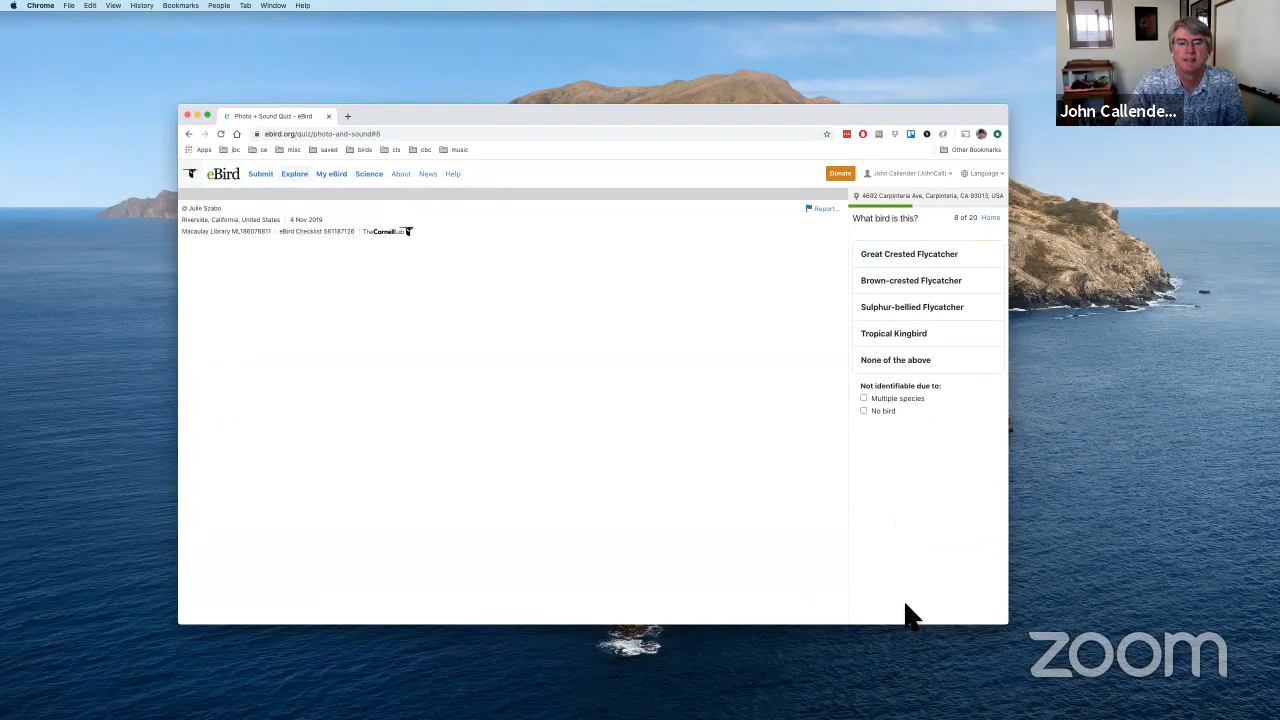 Chrome File Edit View History Bookmarks People Tab Window Help
John Callende...
Photo + Sound Quiz - eBird
ebird.org/quiz/photo-and-sound#8
Apps jbc ce misc saved birds cls cbc music Other Bookmarks
eBird Submit Explore My eBird Science About News Help Donate John Callender (JohnCall) Language
4692 Carpinteria Ave, Carpinteria, CA 93013, USA
© Julie Szabo Report...
Riverside, California, United States 4 Nov 2019
Macaulay Library ML186076811 eBird Checklist S61187126 TheCornellLab
What bird is this? 8 of 20 Home
Great Crested Flycatcher
Brown-crested Flycatcher
Sulphur-bellied Flycatcher
Tropical Kingbird
None of the above
Not identifiable due to:
Multiple species
No bird
zoom